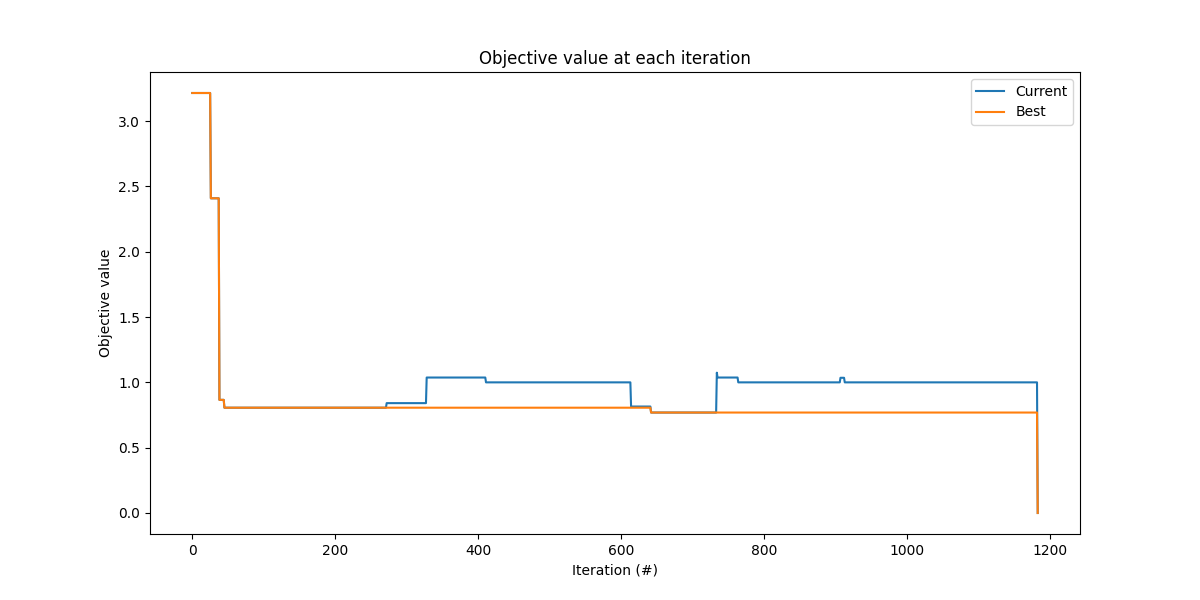 Objective value at each iteration
Current
Best
Objective value
3.0
2.5
2.0
1.5
1.0
0.5
0.0
0 200 400 600 800 1000 1200
Iteration (#)